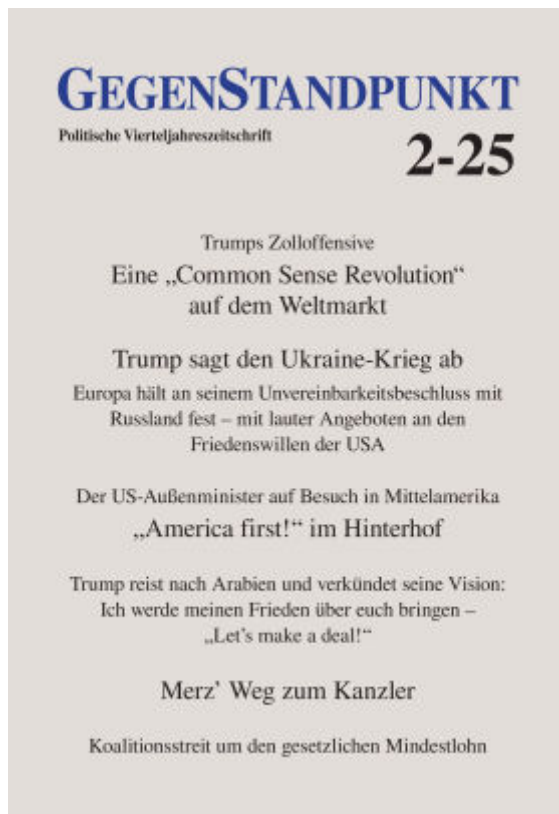 GEGENSTANDPUNKT
Politische Vierteljahreszeitschrift
2-25
Trumps Zolloffensive
Eine „Common Sense Revolution“
auf dem Weltmarkt
Trump sagt den Ukraine-Krieg ab
Europa hält an seinem Unvereinbarkeitsbeschluss mit
Russland fest – mit lauter Angeboten an den
Friedenswillen der USA
Der US-Außenminister auf Besuch in Mittelamerika
„America first!“ im Hinterhof
Trump reist nach Arabien und verkündet seine Vision:
Ich werde meinen Frieden über euch bringen –
„Let’s make a deal!“
Merz’ Weg zum Kanzler
Koalitionsstreit um den gesetzlichen Mindestlohn